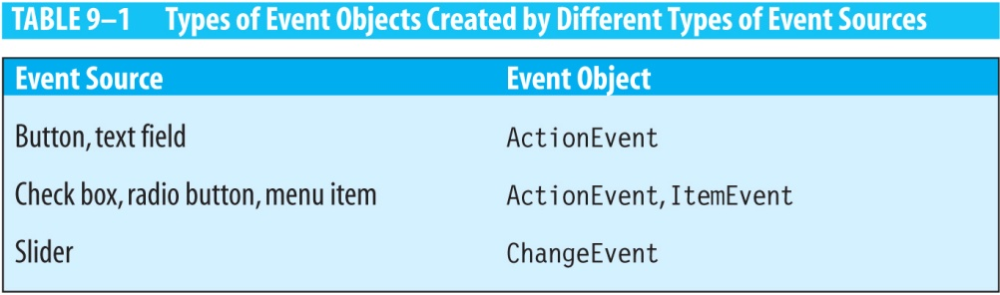 TABLE 9–1 Types of Event Objects Created by Different Types of Event Sources
Event Source Event Object
Button, text field ActionEvent
Check box, radio button, menu item ActionEvent, ItemEvent
Slider ChangeEvent